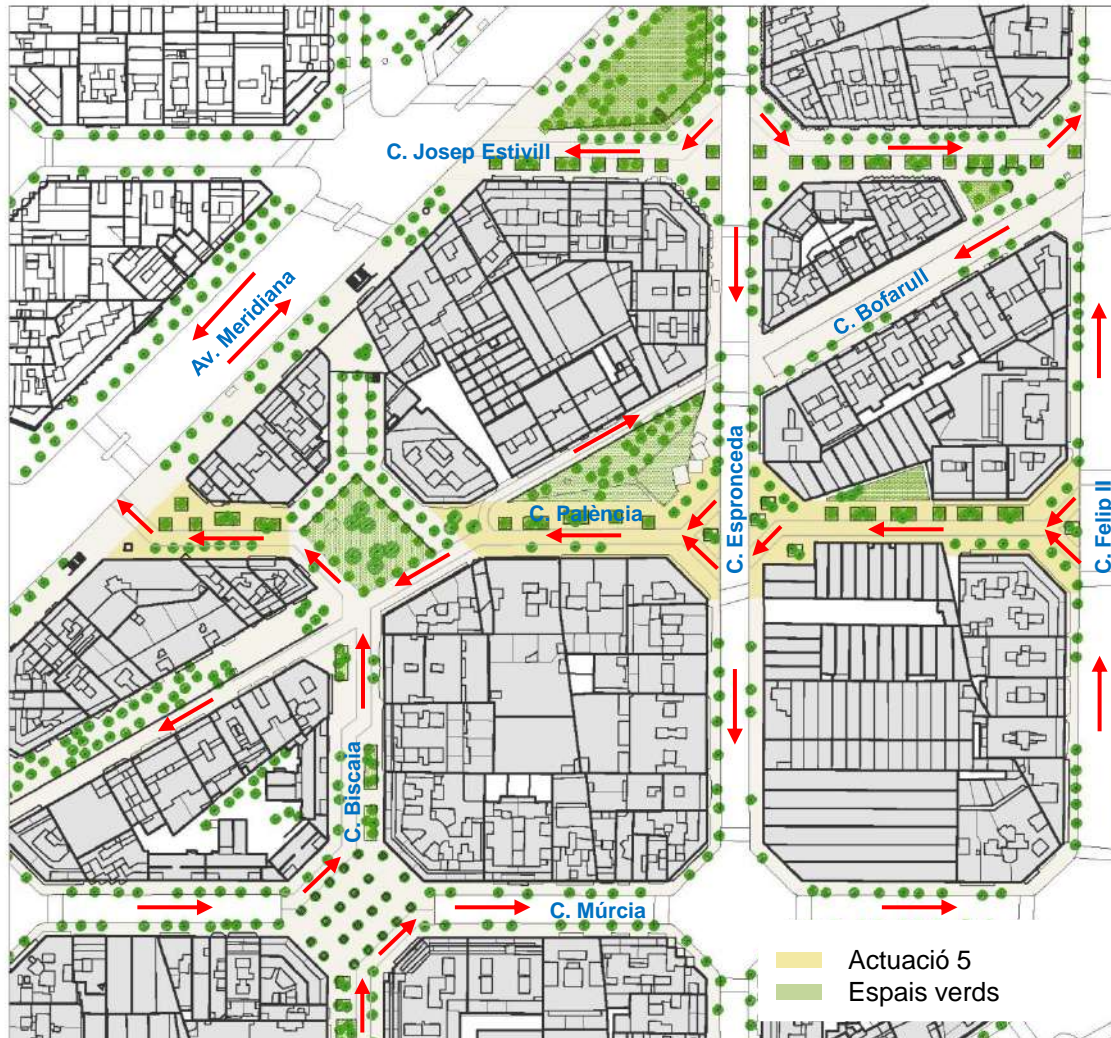 C. Josep Estivill
Av. Meridiana
C. Bofarull
C. Espronceda
C. Palència
C. Felip II
C. Biscaia
C. Múrcia
Actuació 5
Espais verds